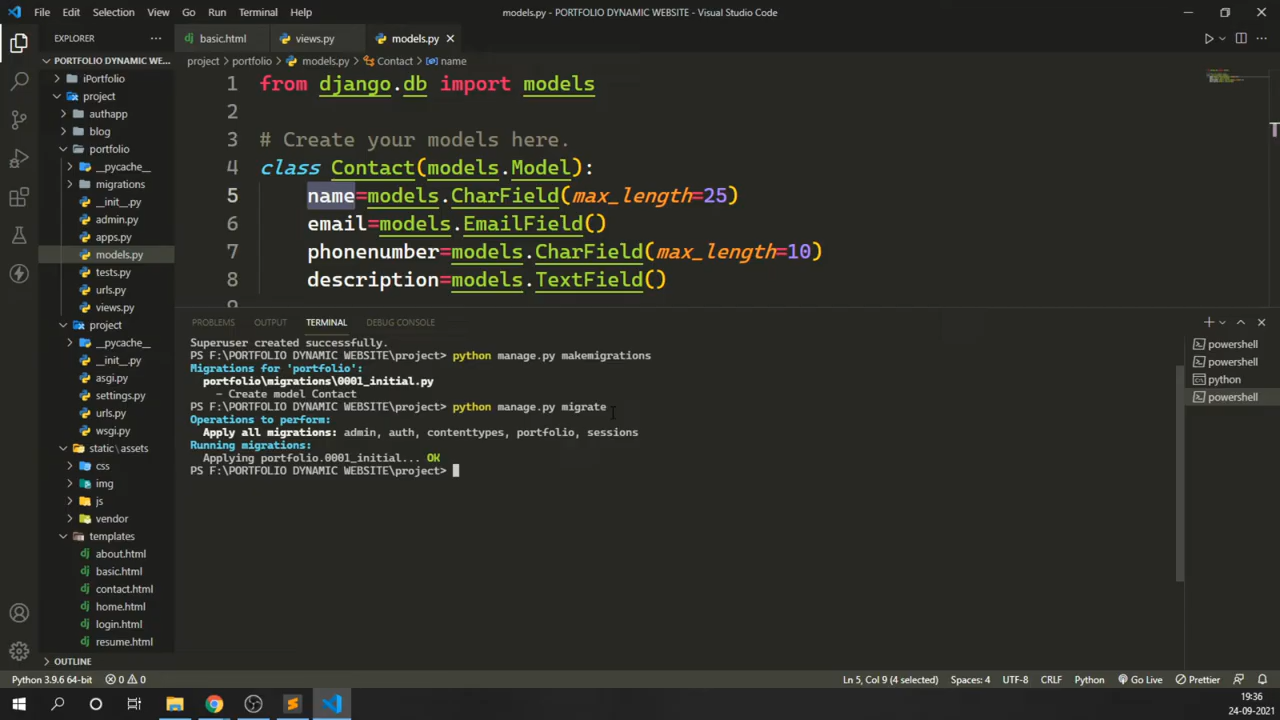 File Edit Selection View Go Run Terminal Help
models.py - PORTFOLIO DYNAMIC WEBSITE - Visual Studio Code
EXPLORER
PORTFOLIO DYNAMIC WE...
iPortfolio
project
authapp
blog
portfolio
__pycache__
migrations
__init__.py
admin.py
apps.py
models.py
tests.py
urls.py
views.py
project
__pycache__
__init__.py
asgi.py
settings.py
urls.py
wsgi.py
static\assets
css
img
js
vendor
templates
about.html
basic.html
contact.html
home.html
login.html
resume.html
OUTLINE
basic.html views.py models.py
project > portfolio > models.py > Contact > name
1 from django.db import models
2
3 # Create your models here.
4 class Contact(models.Model):
5 name=models.CharField(max_length=25)
6 email=models.EmailField()
7 phonenumber=models.CharField(max_length=10)
8 description=models.TextField()
PROBLEMS OUTPUT TERMINAL DEBUG CONSOLE
Superuser created successfully.
PS F:\PORTFOLIO DYNAMIC WEBSITE\project> python manage.py makemigrations
Migrations for 'portfolio':
portfolio\migrations\0001_initial.py
- Create model Contact
PS F:\PORTFOLIO DYNAMIC WEBSITE\project> python manage.py migrate
Operations to perform:
Apply all migrations: admin, auth, contenttypes, portfolio, sessions
Running migrations:
Applying portfolio.0001_initial... OK
PS F:\PORTFOLIO DYNAMIC WEBSITE\project>
powershell
powershell
python
powershell
Python 3.9.6 64-bit 0 0 Ln 5, Col 9 (4 selected) Spaces: 4 UTF-8 CRLF Python Go Live Prettier
19:36
24-09-2021